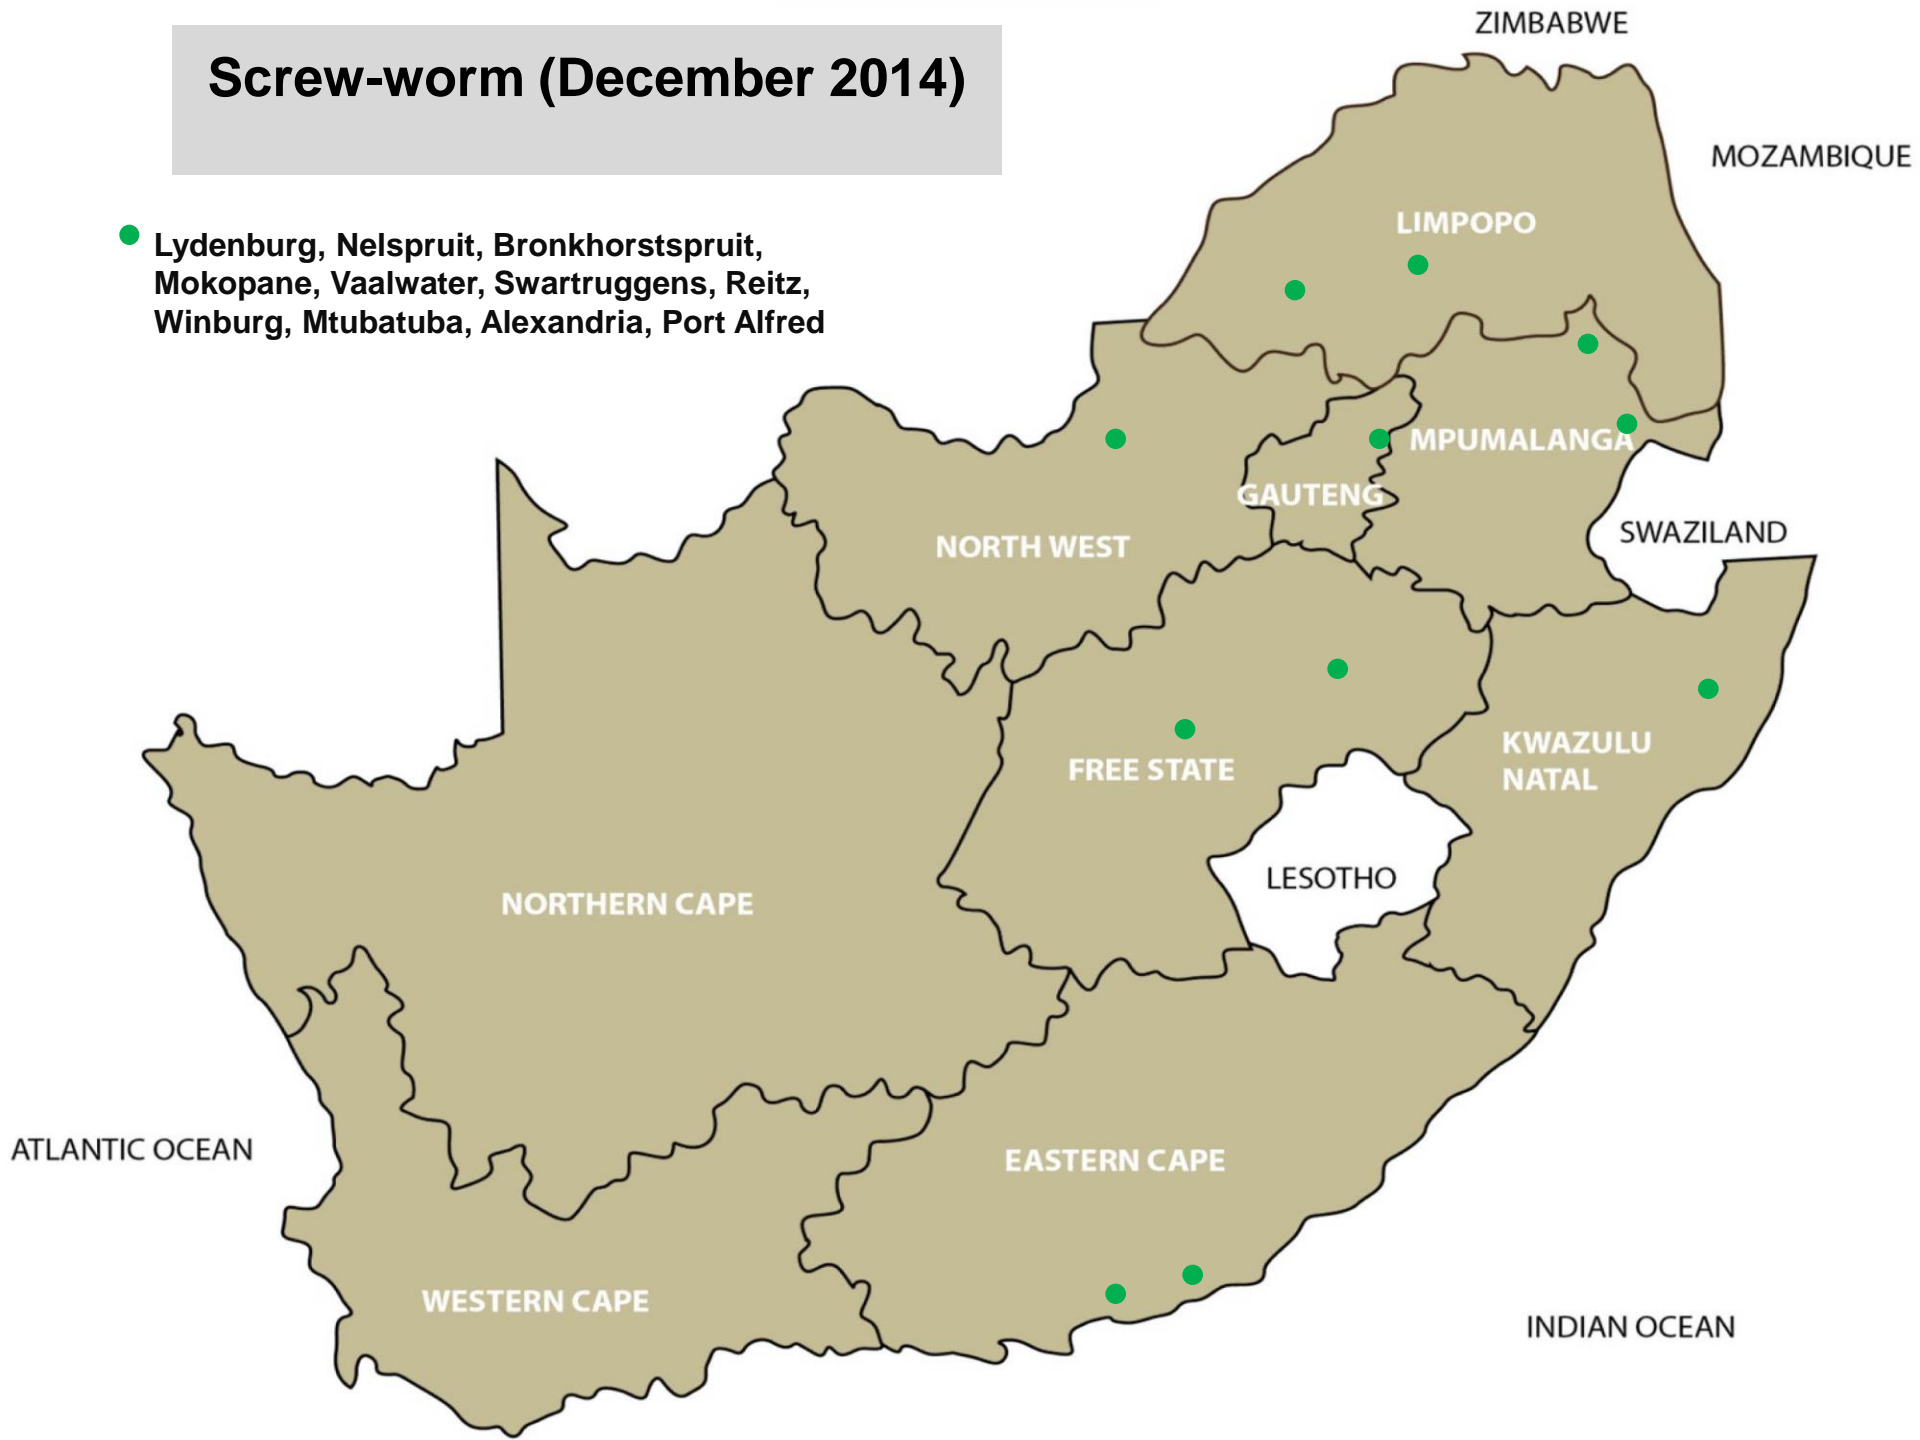 ZIMBABWE
Screw-worm (December 2014)
MOZAMBIQUE
LIMPOPO
Lydenburg, Nelspruit, Bronkhorstspruit,
Mokopane, Vaalwater, Swartruggens, Reitz,
Winburg, Mtubatuba, Alexandria, Port Alfred
MPUMALANGA
GAUTENG
SWAZILAND
NORTH WEST
KWAZULU
NATAL
FREE STATE
LESOTHO
NORTHERN CAPE
ATLANTIC OCEAN
EASTERN CAPE
WESTERN CAPE
INDIAN OCEAN